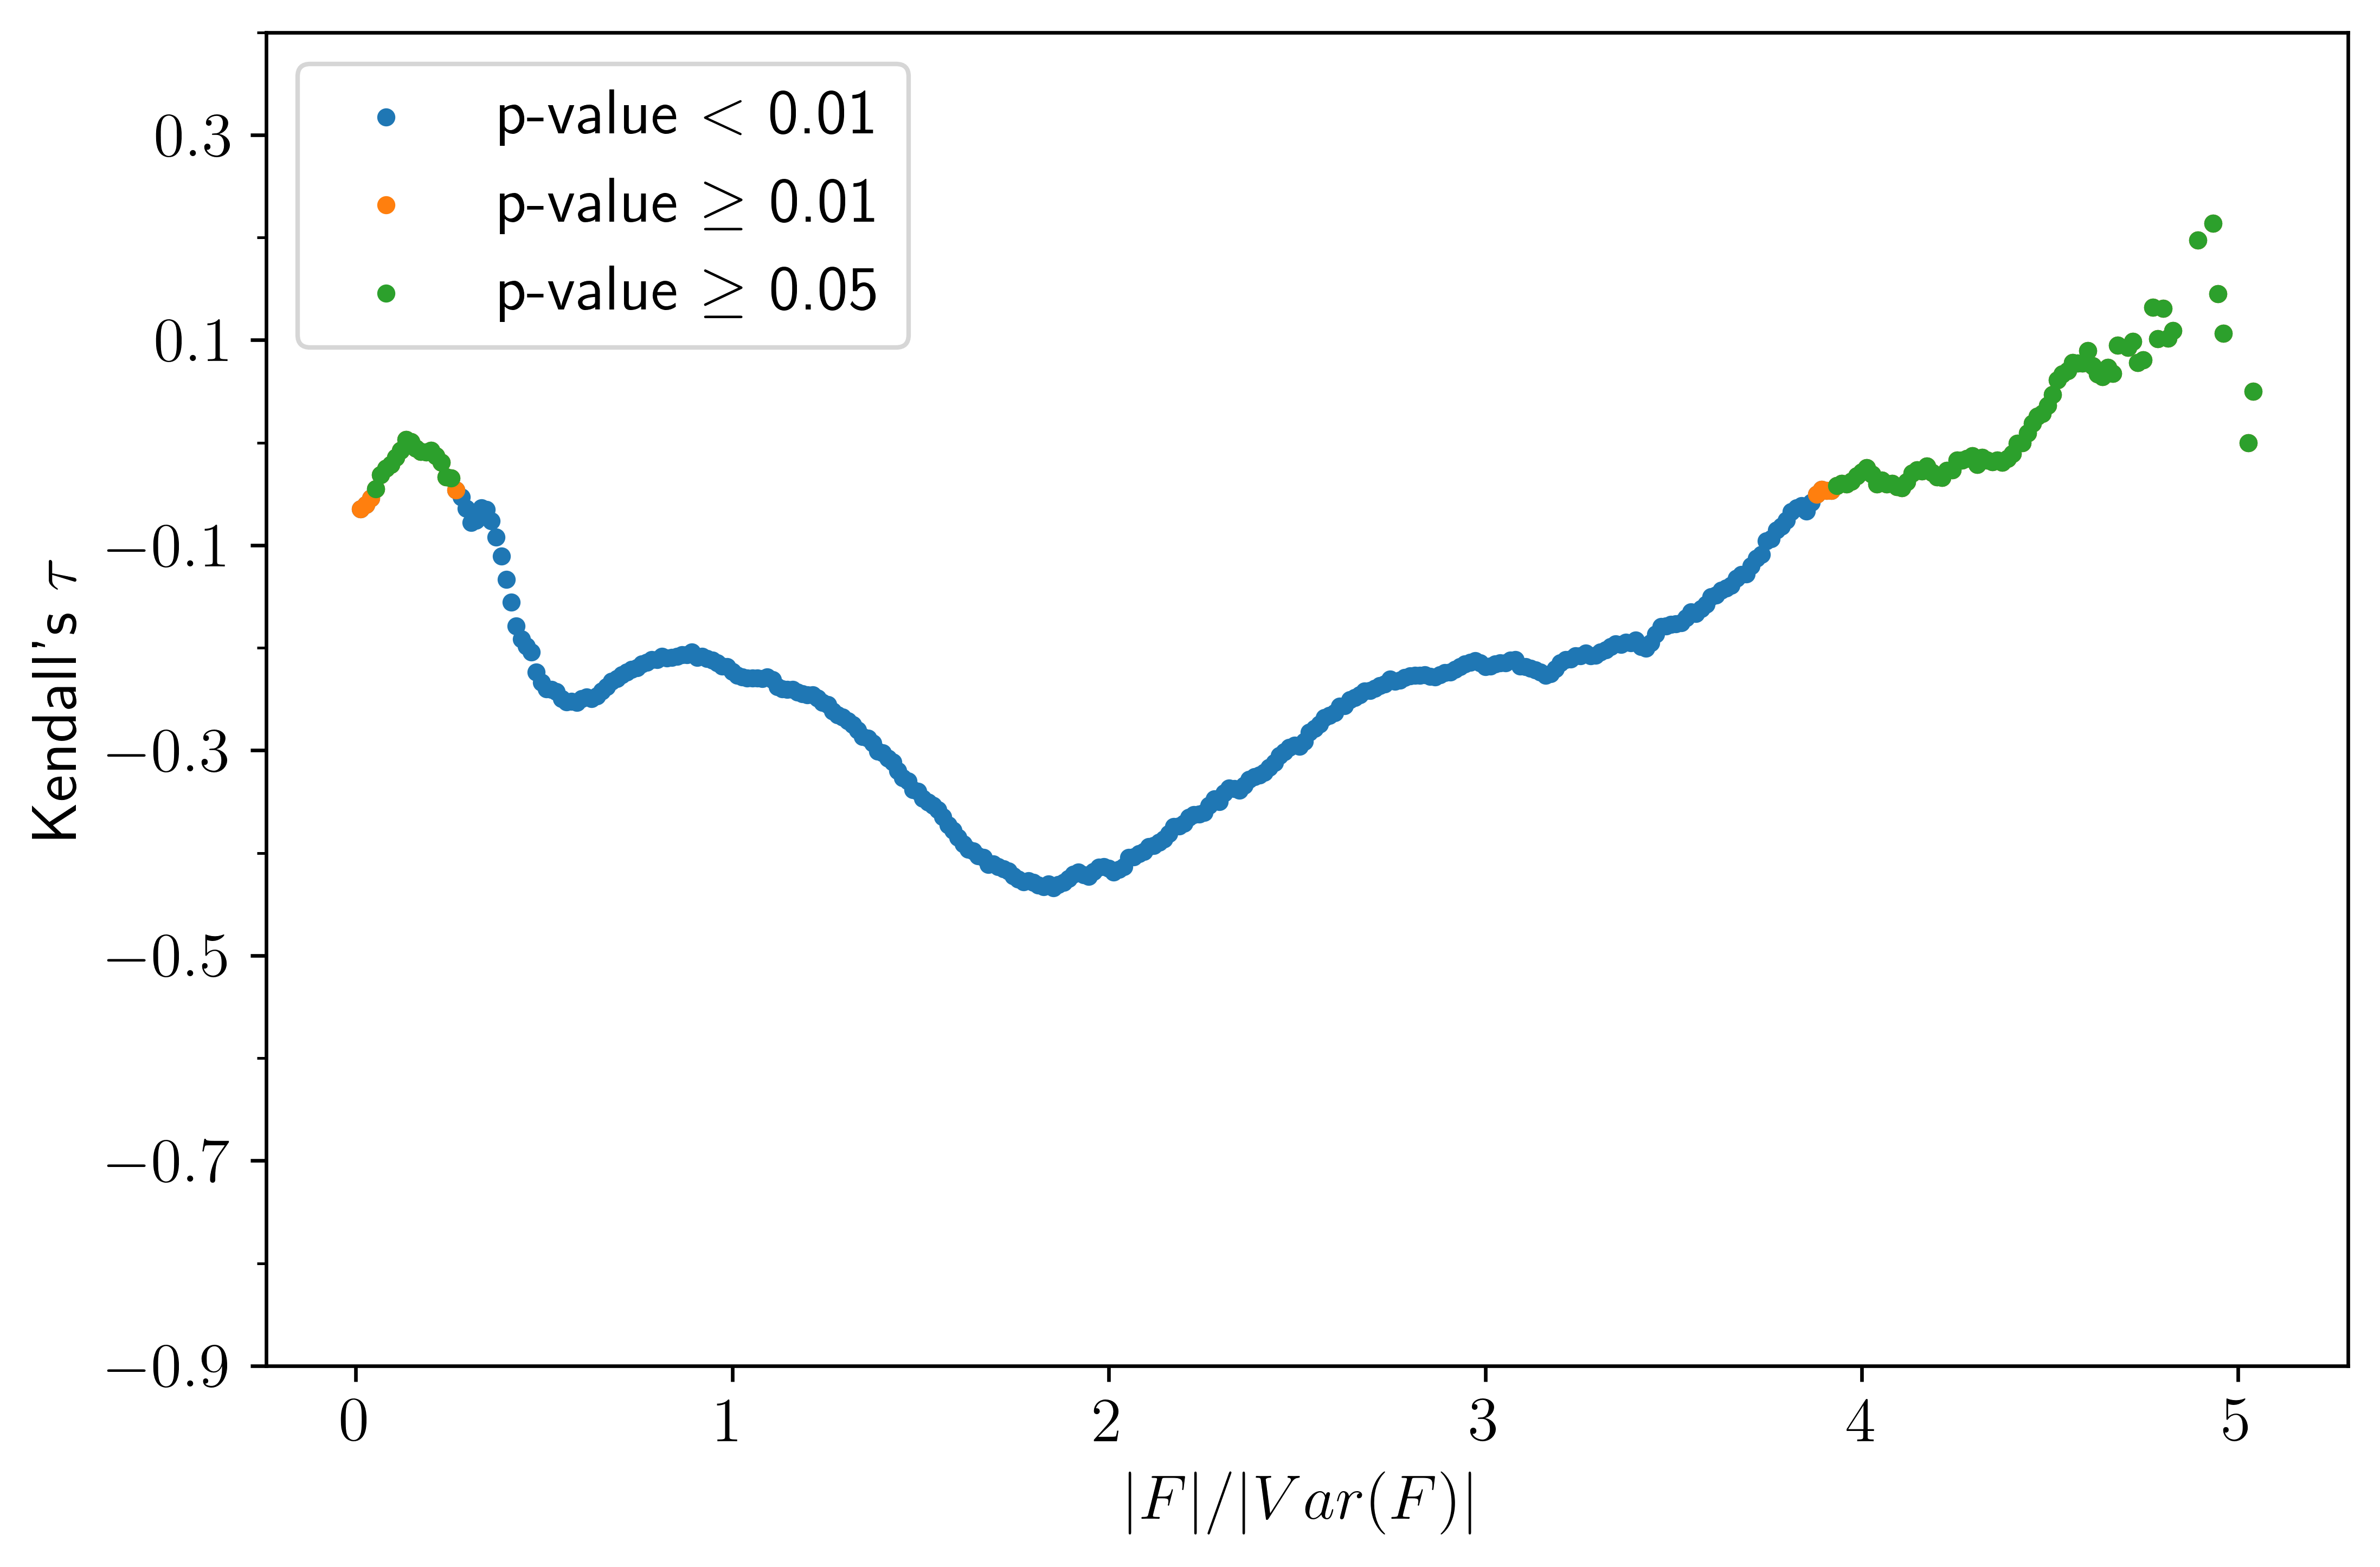 p-value < 0.01
p-value ≥ 0.01
p-value ≥ 0.05
Kendall's τ
0.3
0.1
−0.1
−0.3
−0.5
−0.7
−0.9
0 1 2 3 4 5
|F|/|Var(F)|